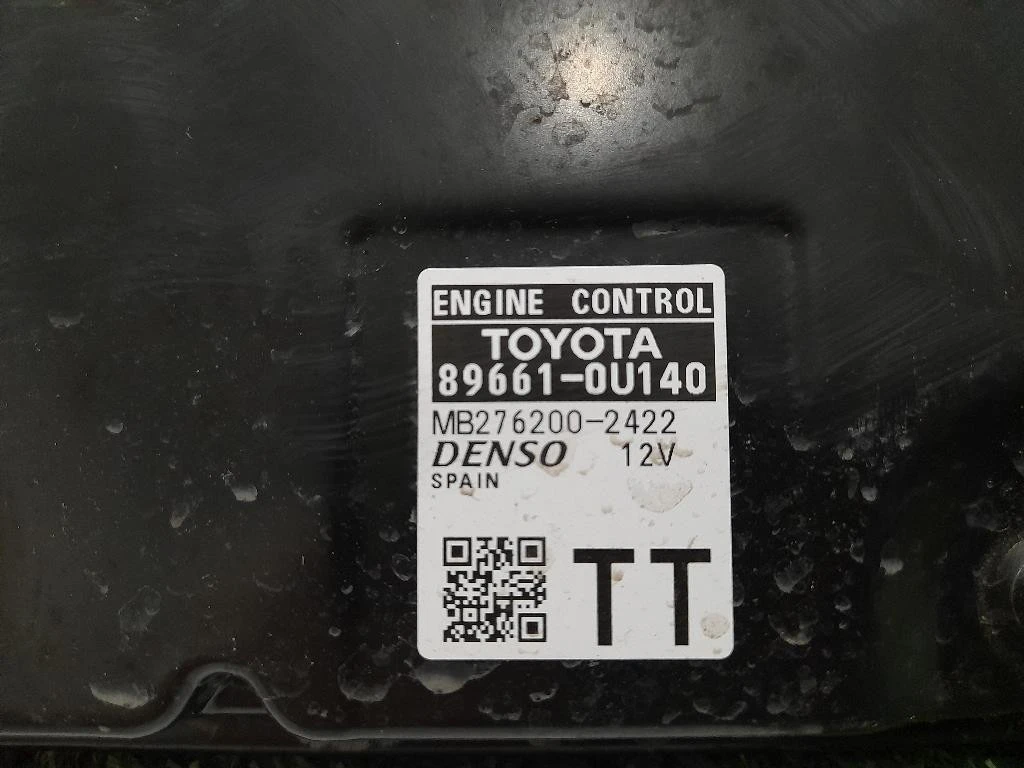 ENGINE CONTROL
TOYOTA
89661-0U140
MB276200-2422
DENSO 12V
SPAIN
TT